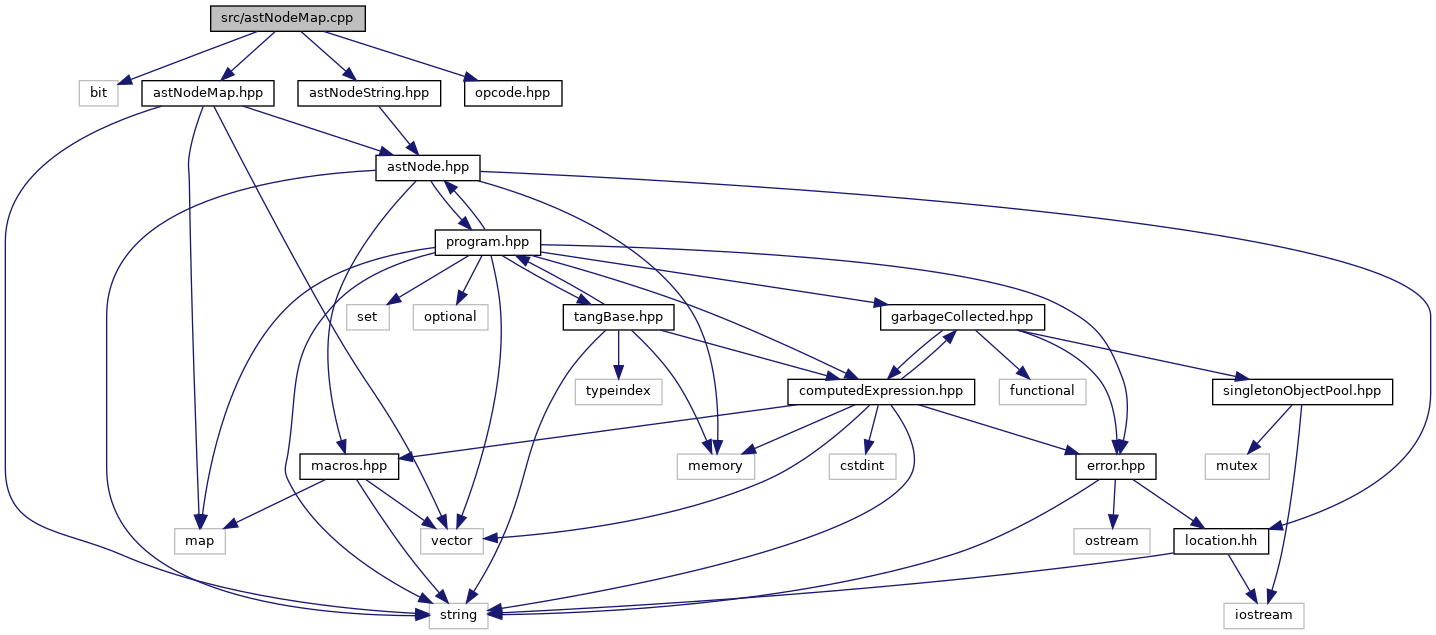 src/astNodeMap.cpp
bit
astNodeMap.hpp
astNodeString.hpp
opcode.hpp
astNode.hpp
program.hpp
set
optional
tangBase.hpp
garbageCollected.hpp
typeindex
computedExpression.hpp
functional
singletonObjectPool.hpp
macros.hpp
memory
cstdint
error.hpp
mutex
map
vector
ostream
location.hh
string
iostream